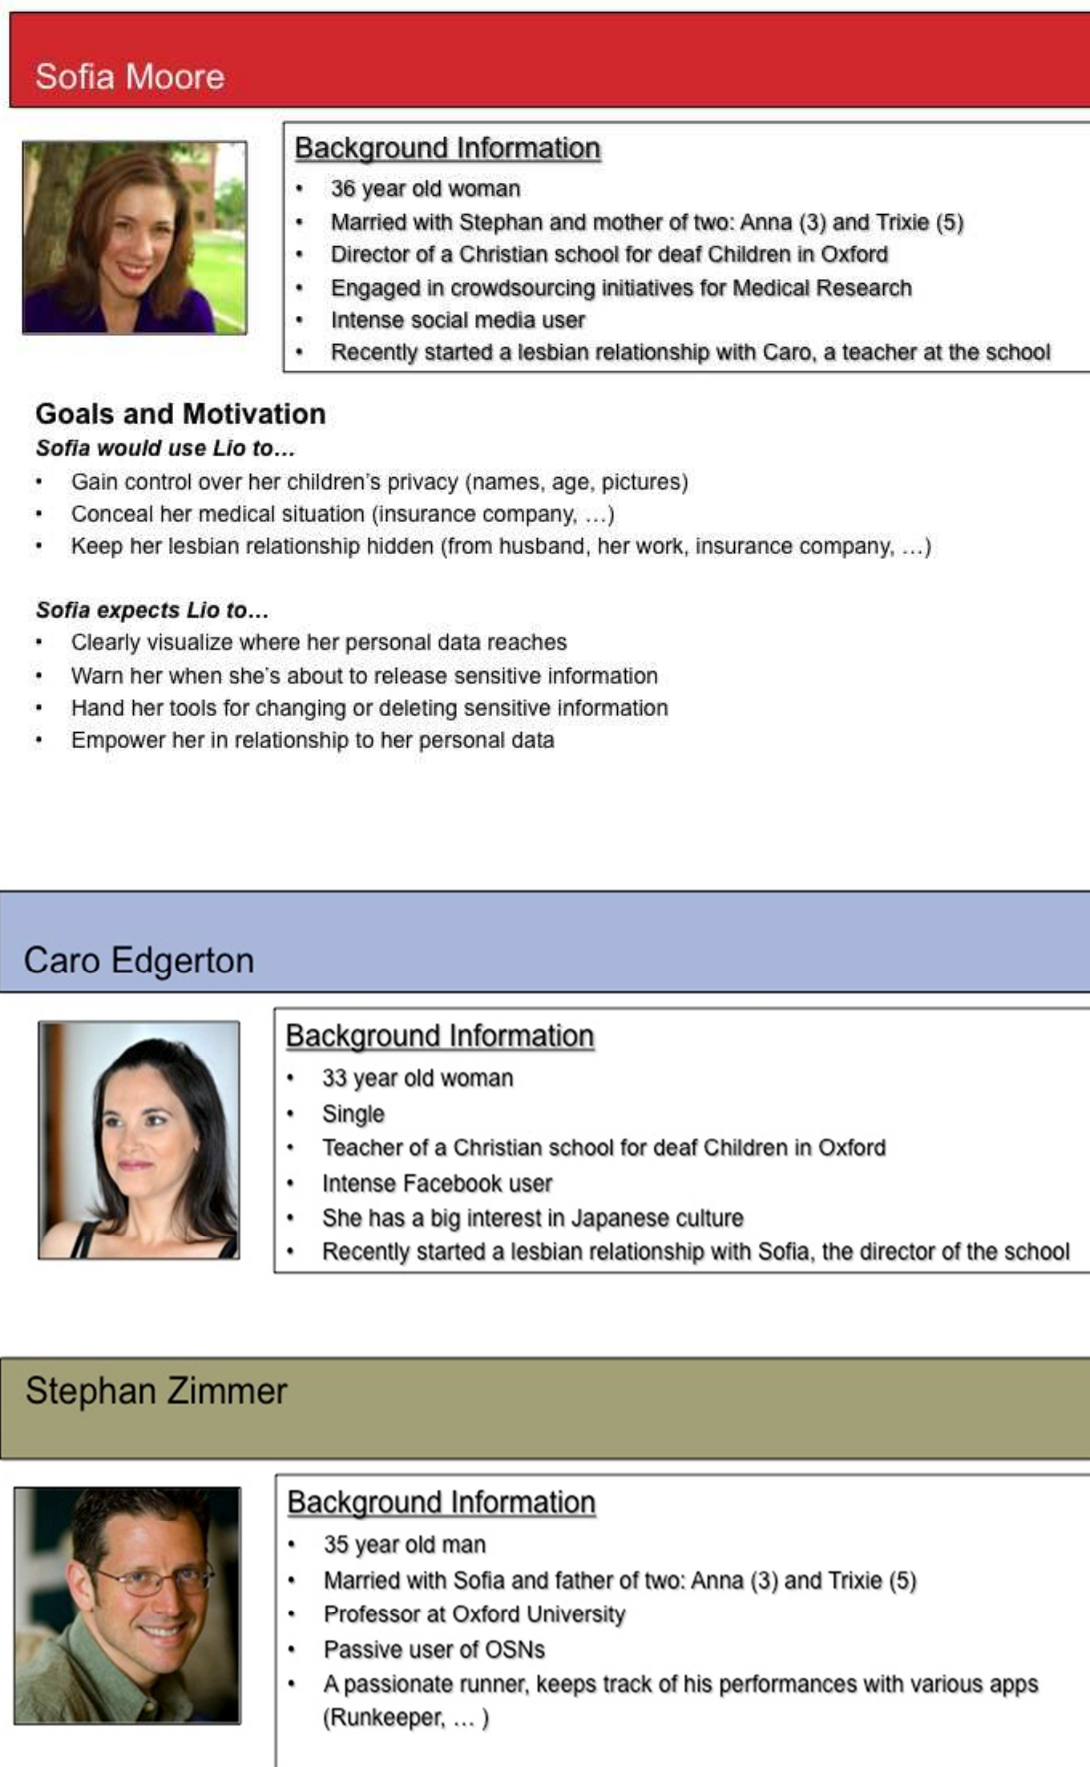 Sofia Moore
Background Information
• 36 year old woman
• Married with Stephan and mother of two: Anna (3) and Trixie (5)
• Director of a Christian school for deaf Children in Oxford
• Engaged in crowdsourcing initiatives for Medical Research
• Intense social media user
• Recently started a lesbian relationship with Caro, a teacher at the school
Goals and Motivation
Sofia would use Lio to…
• Gain control over her children's privacy (names, age, pictures)
• Conceal her medical situation (insurance company, …)
• Keep her lesbian relationship hidden (from husband, her work, insurance company, …)
Sofia expects Lio to…
• Clearly visualize where her personal data reaches
• Warn her when she's about to release sensitive information
• Hand her tools for changing or deleting sensitive information
• Empower her in relationship to her personal data
Caro Edgerton
Background Information
• 33 year old woman
• Single
• Teacher of a Christian school for deaf Children in Oxford
• Intense Facebook user
• She has a big interest in Japanese culture
• Recently started a lesbian relationship with Sofia, the director of the school
Stephan Zimmer
Background Information
• 35 year old man
• Married with Sofia and father of two: Anna (3) and Trixie (5)
• Professor at Oxford University
• Passive user of OSNs
• A passionate runner, keeps track of his performances with various apps
(Runkeeper, … )